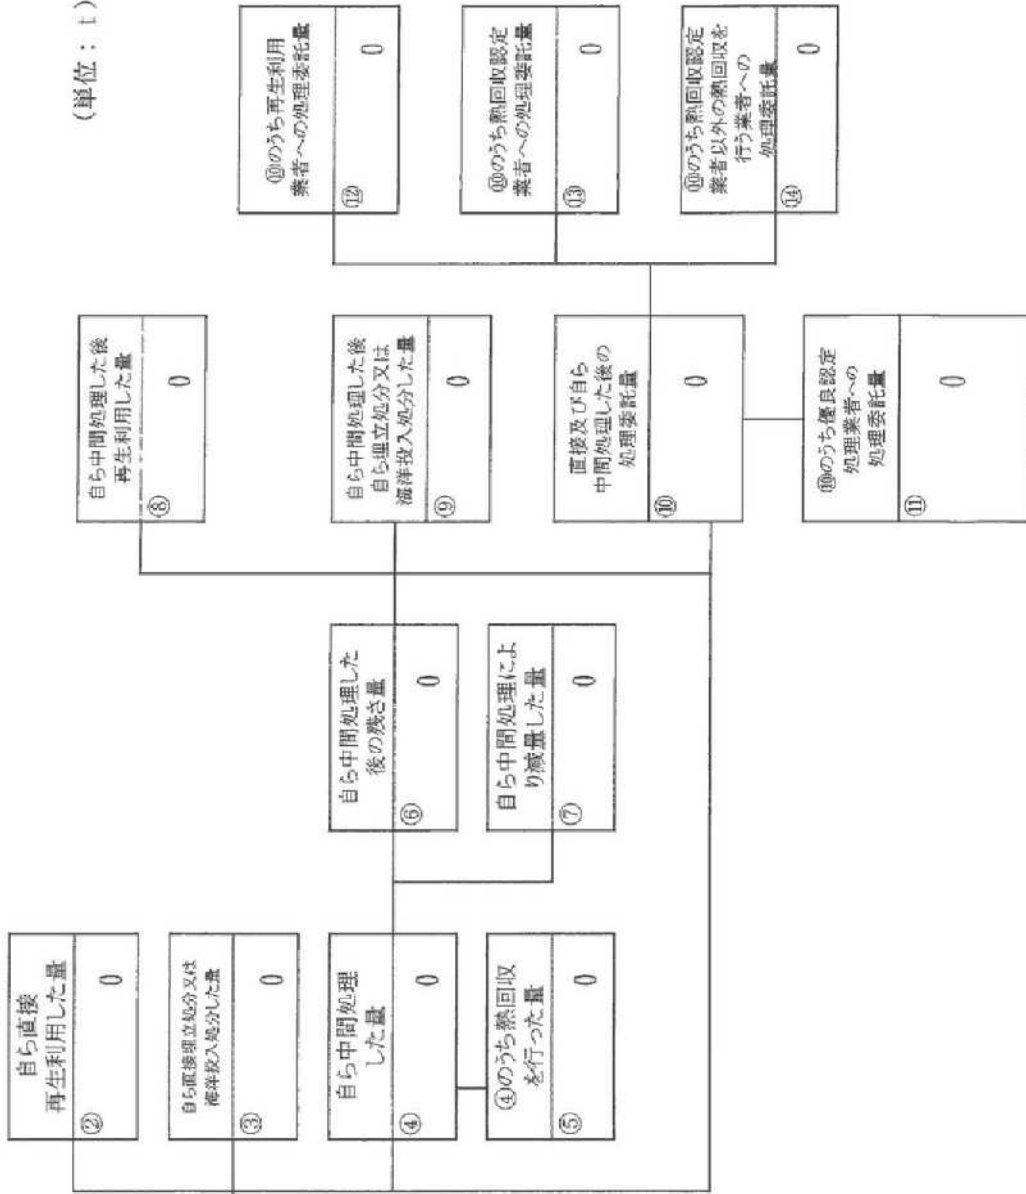 (単位：t)
自ら直接
再生利用した量
②
0
自ら直接埋立処分又は
海洋投入処分した量
③
0
自ら中間処理
した量
④
0
④のうち熱回収
を行った量
⑤
0
自ら中間処理した
後の残さ量
⑥
0
自ら中間処理によ
り減量した量
⑦
0
自ら中間処理した後
再生利用した量
⑧
0
自ら中間処理した後
自ら埋立処分又は
海洋投入処分した量
⑨
0
直接及び自ら
中間処理した後の
処理委託量
⑩
0
⑩のうち優良認定
処理業者への
処理委託量
⑪
0
⑩のうち再生利用
業者への処理委託量
⑫
0
⑩のうち熱回収認定
業者への処理委託量
⑬
0
⑩のうち熱回収認定
業者以外の熱回収を
行う業者への
処理委託量
⑭
0